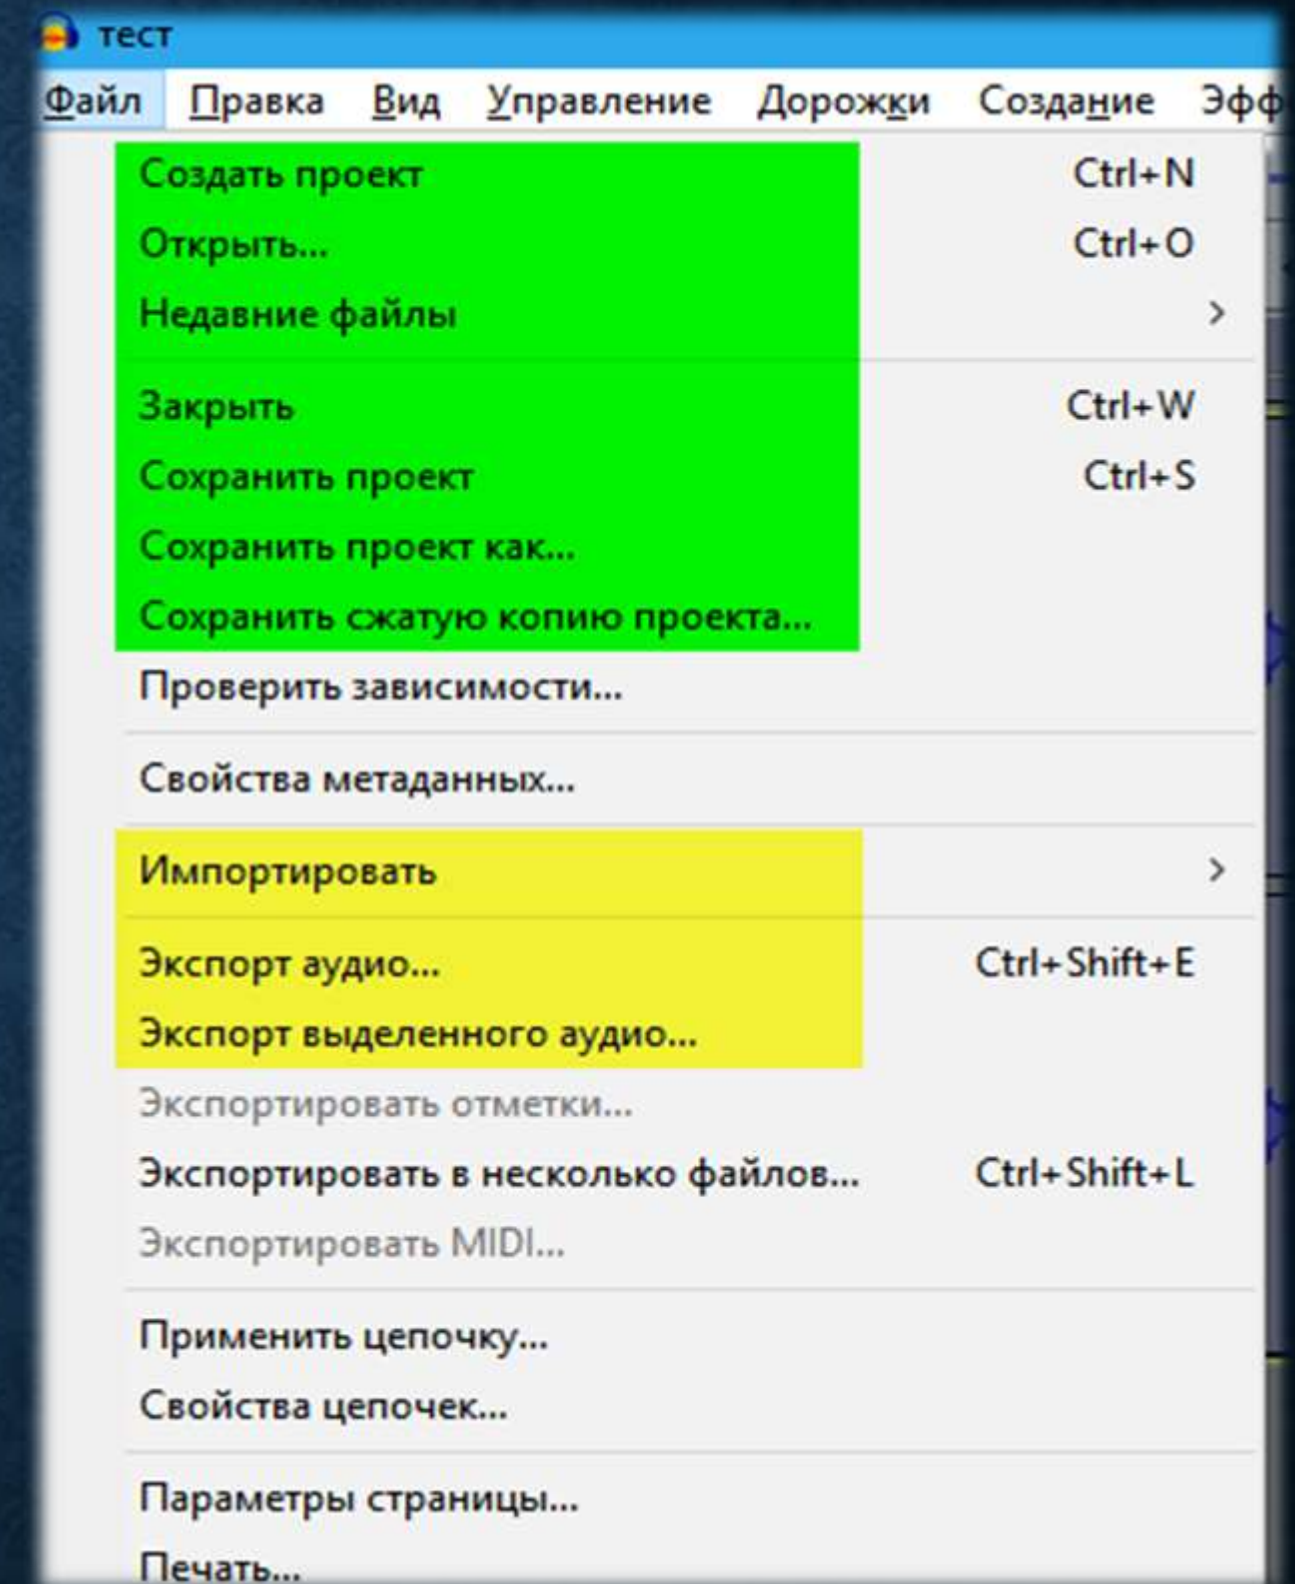 тест
Файл Правка Вид Управление Дорожки Создание Эфф
Создать проект Ctrl+N
Открыть... Ctrl+O
Недавние файлы >
Закрыть Ctrl+W
Сохранить проект Ctrl+S
Сохранить проект как...
Сохранить сжатую копию проекта...
Проверить зависимости...
Свойства метаданных...
Импортировать >
Экспорт аудио... Ctrl+Shift+E
Экспорт выделенного аудио...
Экспортировать отметки...
Экспортировать в несколько файлов... Ctrl+Shift+L
Экспортировать MIDI...
Применить цепочку...
Свойства цепочек...
Параметры страницы...
Печать...